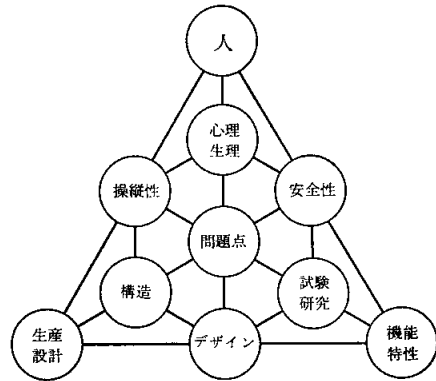 人
心理
生理
操縦性
安全性
問題点
構造
試験
研究
生産
設計
デザイン
機能
特性